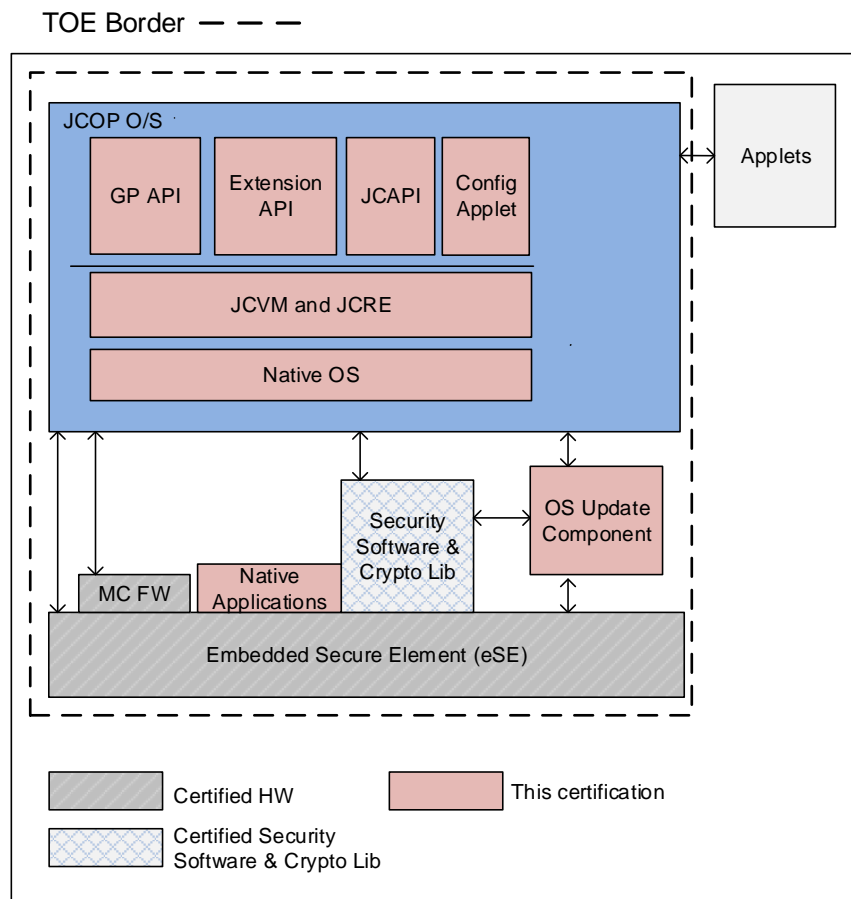 TOE Border
JCOP O/S
Applets
GP API
Extension
API
JCAPI
Config
Applet
JCVM and JCRE
Native OS
Security
Software &
Crypto Lib
OS Update
Component
MC FW
Native
Applications
Embedded Secure Element (eSE)
Certified HW
This certification
Certified Security
Software & Crypto Lib